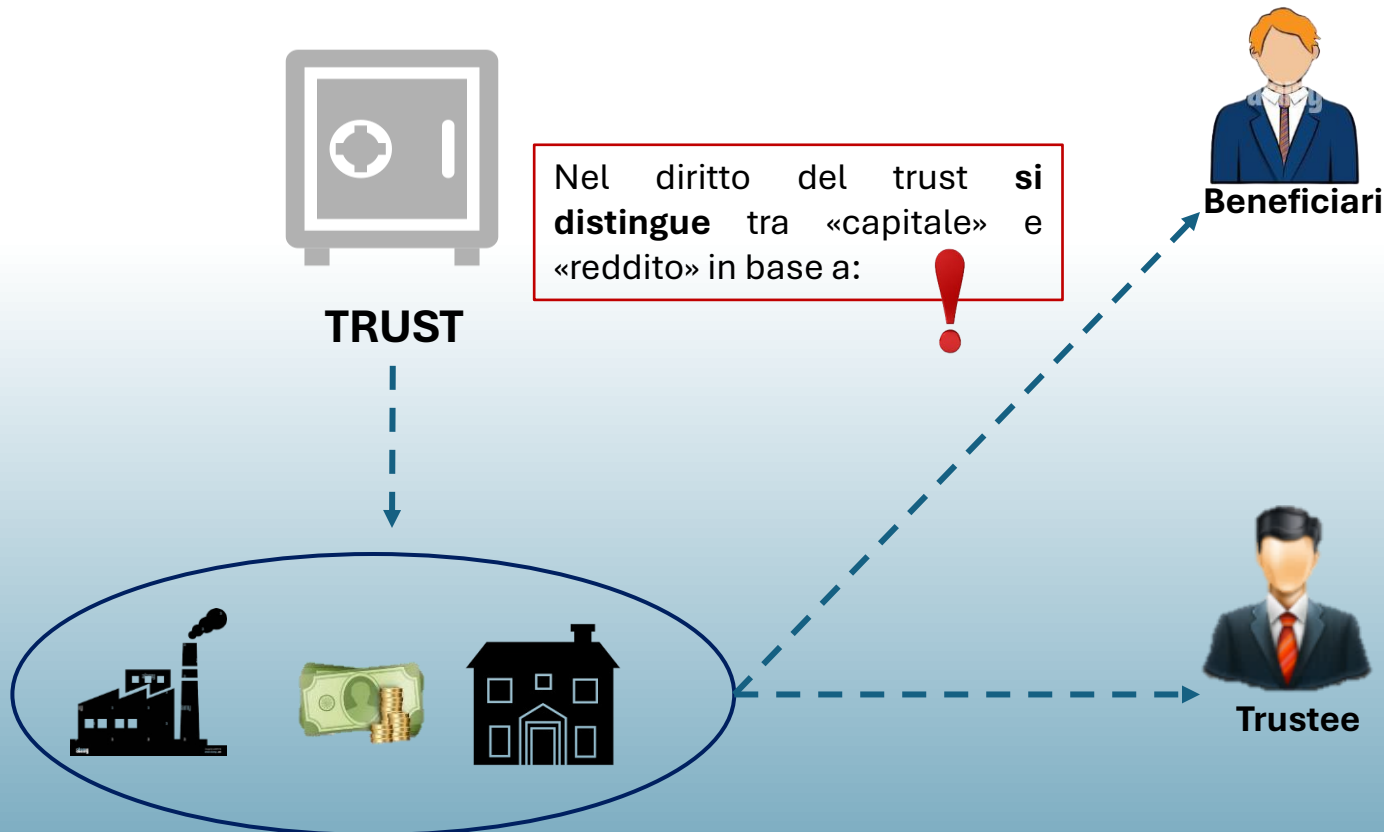 Nel diritto del trust si
distingue tra «capitale» e
«reddito» in base a:
TRUST
Beneficiari
Trustee